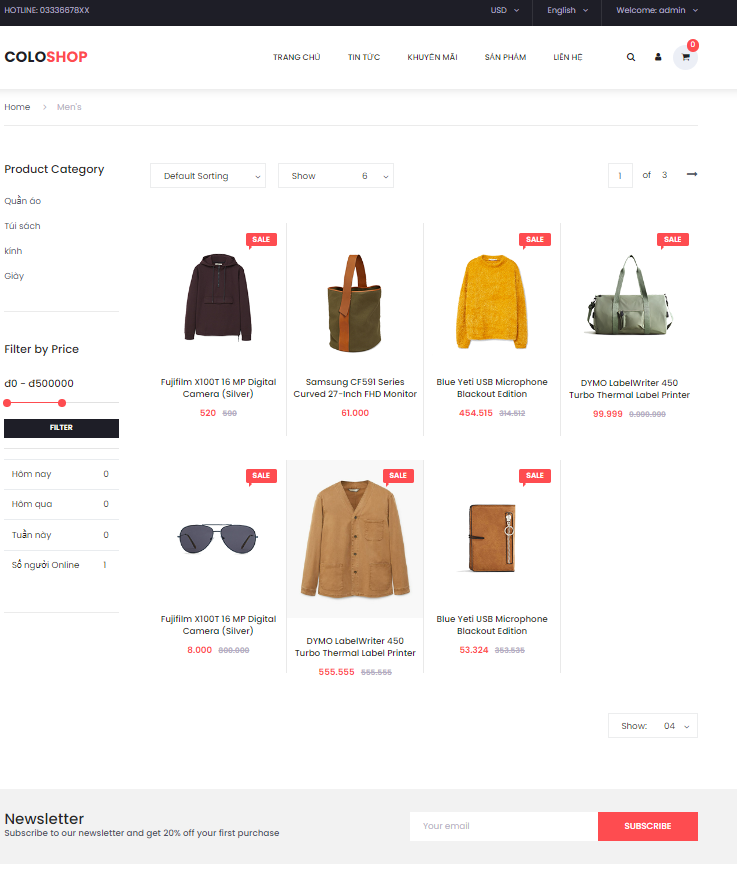 HOTLINE: 03336678XX
USD
English
Welcome: admin
COLOSHOP
TRANG CHỦ
TIN TỨC
KHUYẾN MÃI
SẢN PHẨM
LIÊN HỆ
0
Home > Men's
Product Category
Quần áo
Túi sách
kính
Giày
Filter by Price
đ0 - đ500000
FILTER
Hôm nay 0
Hôm qua 0
Tuần này 0
Số người Online 1
Default Sorting
Show 6
1 of 3
SALE
Fujifilm X100T 16 MP Digital
Camera (Silver)
520 690
Samsung CF591 Series
Curved 27-Inch FHD Monitor
61.000
SALE
Blue Yeti USB Microphone
Blackout Edition
454.515 314.512
SALE
DYMO LabelWriter 450
Turbo Thermal Label Printer
99.999
SALE
Fujifilm X100T 16 MP Digital
Camera (Silver)
8.000 800.000
SALE
DYMO LabelWriter 450
Turbo Thermal Label Printer
555.555 555.555
SALE
Blue Yeti USB Microphone
Blackout Edition
53.324 353.535
Show: 04
Newsletter
Subscribe to our newsletter and get 20% off your first purchase
Your email
SUBSCRIBE